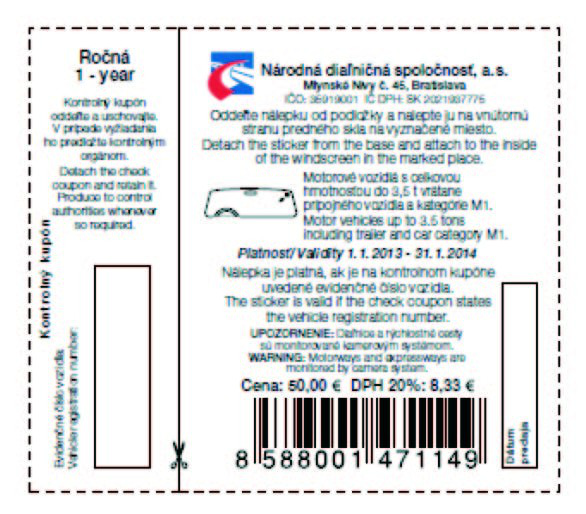 Ročná
1 - year
Kontrolný kupón
oddeľte a uschovajte.
V prípade vyžiadania
ho predložte kontrolným
orgánom.
Detach the check
coupon and retain it.
Produce to control
authorities whenever
so required.
Kontrolný kupón
Evidenčné číslo vozidla:
Vehicle registration number:
Národná diaľničná spoločnosť, a.s.
Mlynské Nivy č. 45, Bratislava
IČO: 35919001 IČ DPH: SK 2021937775
Oddeľte nálepku od podložky a nalepte ju na vnútornú
stranu predného skla na vyznačené miesto.
Detach the sticker from the base and attach to the inside
of the windscreen in the marked place.
Motorové vozidlá s celkovou
hmotnosťou do 3,5 t vrátane
prípojného vozidla a kategórie M1.
Motor vehicles up to 3.5 tons
including trailer and car category M1.
Platnosť/Validity 1.1.2013 - 31.1.2014
Nálepka je platná, ak je na kontrolnom kupóne
uvedené evidenčné číslo vozidla.
The sticker is valid if the check coupon states
the vehicle registration number.
UPOZORNENIE: Diaľnice a rýchlostné cesty
sú monitorované kamerovým systémom.
WARNING: Motorways and expressways are
monitored by camera system.
Cena: 50,00 € DPH 20%: 8,33 €
8 588001 471149
Dátum
predaja